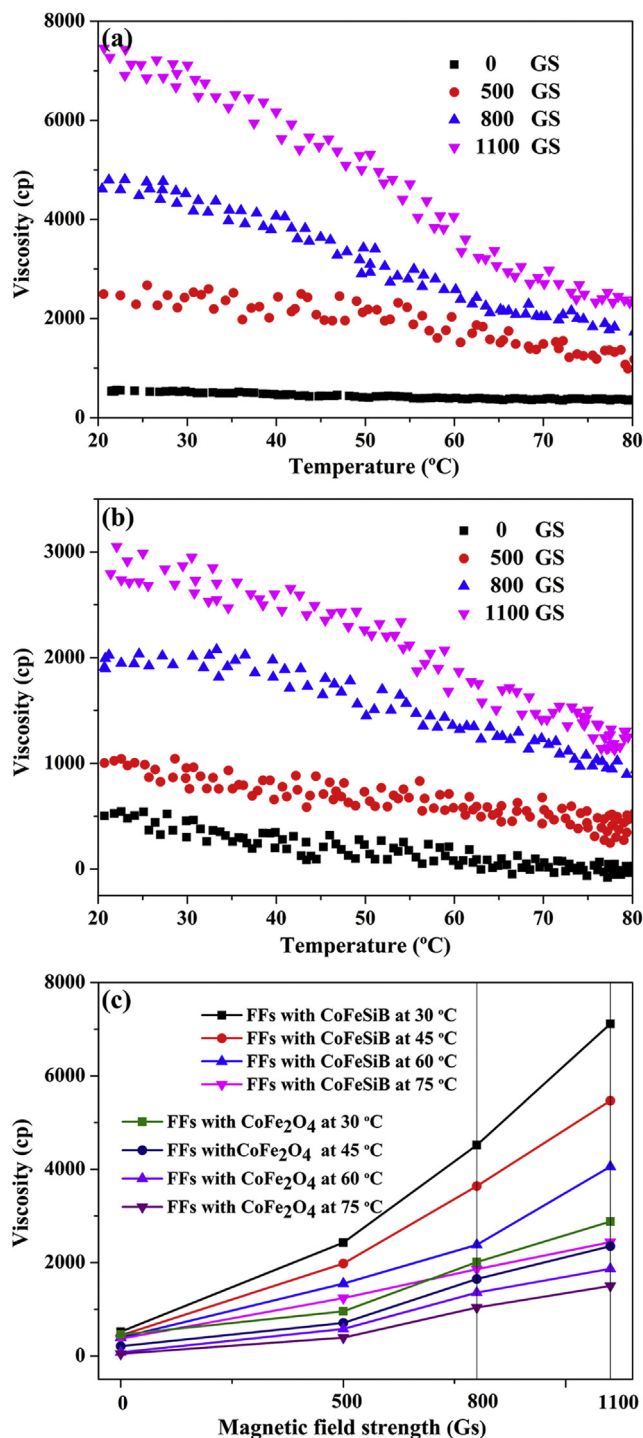 (a)
8000
6000
4000
2000
0
Viscosity (cp)
0 GS
500 GS
800 GS
1100 GS
20 30 40 50 60 70 80
Temperature (ºC)
(b)
3000
2000
1000
0
Viscosity (cp)
0 GS
500 GS
800 GS
1100 GS
20 30 40 50 60 70 80
Temperature (ºC)
(c)
8000
6000
4000
2000
0
Viscosity (cp)
FFs with CoFeSiB at 30 ºC
FFs with CoFeSiB at 45 ºC
FFs with CoFeSiB at 60 ºC
FFs with CoFeSiB at 75 ºC
FFs with CoFe2O4 at 30 ºC
FFs withCoFe2O4 at 45 ºC
FFs with CoFe2O4 at 60 ºC
FFs with CoFe2O4 at 75 ºC
0 500 800 1100
Magnetic field strength (Gs)